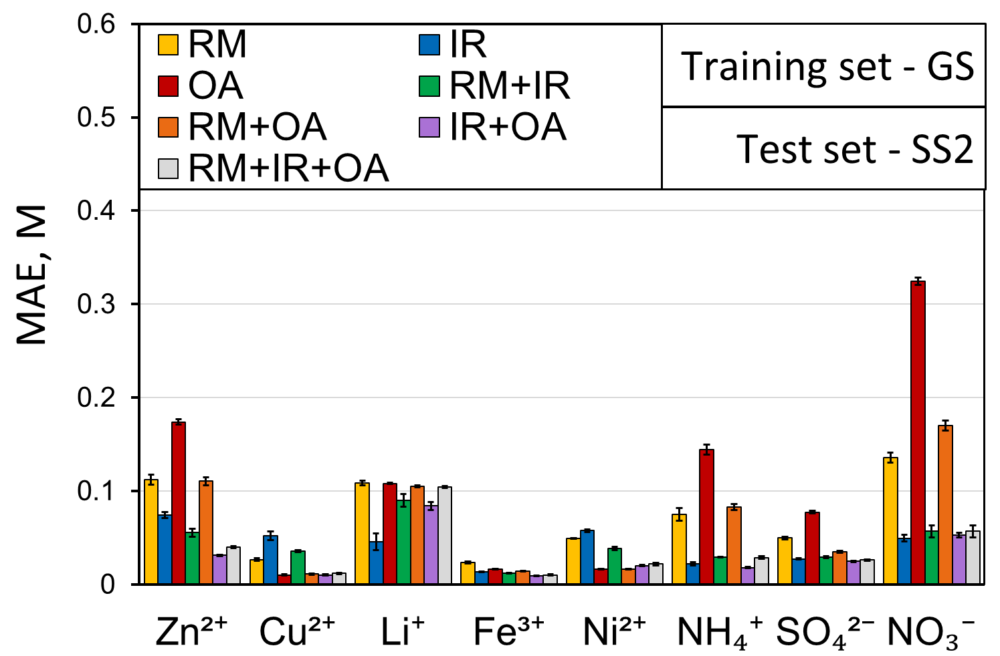 0.6
0.5
0.4
0.3
0.2
0.1
0
MAE, M
RM
IR
OA
RM+IR
RM+OA
IR+OA
RM+IR+OA
Training set - GS
Test set - SS2
Zn²⁺ Cu²⁺ Li⁺ Fe³⁺ Ni²⁺ NH₄⁺ SO₄²⁻ NO₃⁻